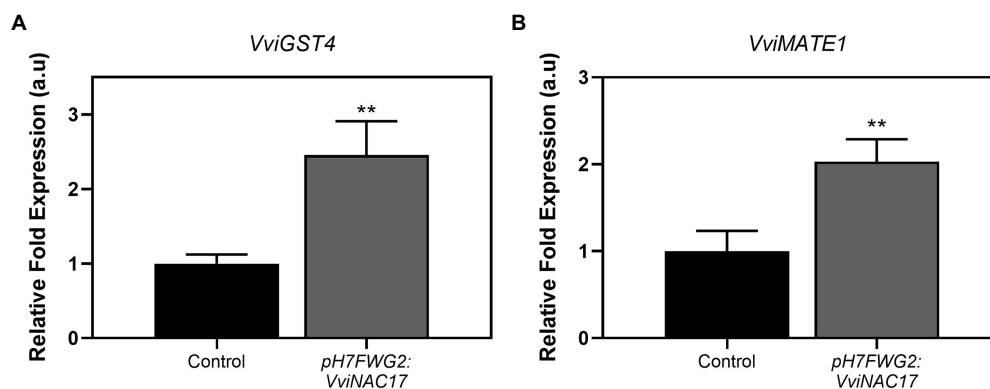 A
VviGST4
Relative Fold Expression (a.u)
3
2
1
0
**
Control
pH7FWG2:
VviNAC17
B
VviMATE1
Relative Fold Expression (a.u)
3
2
1
0
**
Control
pH7FWG2:
VviNAC17